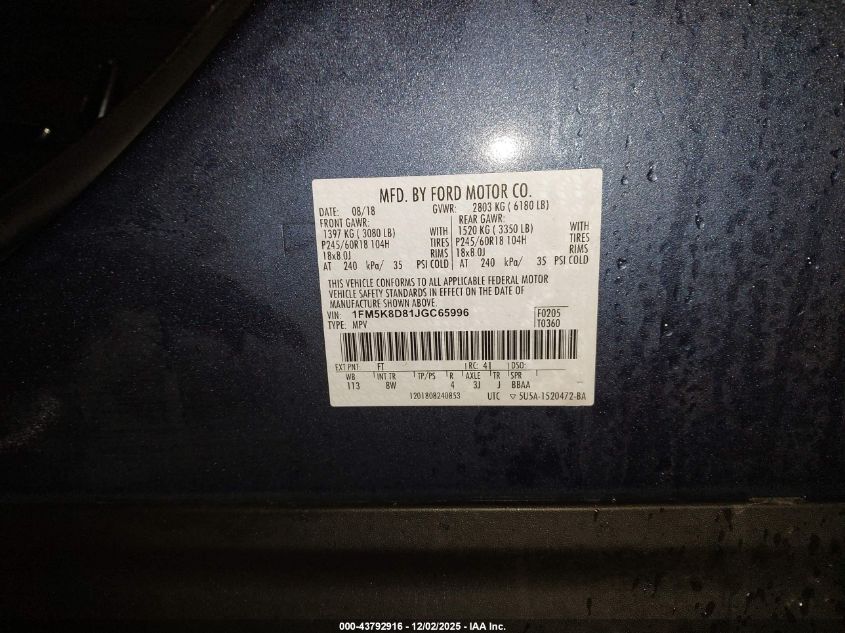 MFD. BY FORD MOTOR CO.
DATE: 08/18 GVWR: 2803 KG ( 6180 LB)
FRONT GAWR: REAR GAWR:
1397 KG ( 3080 LB) WITH 1520 KG ( 3350 LB) WITH
P245/60R18 104H TIRES P245/60R18 104H TIRES
18x8.0J RIMS 18x8.0J RIMS
AT 240 kPa/ 35 PSI COLD AT 240 kPa/ 35 PSI COLD
THIS VEHICLE CONFORMS TO ALL APPLICABLE FEDERAL MOTOR
VEHICLE SAFETY STANDARDS IN EFFECT ON THE DATE OF
MANUFACTURE SHOWN ABOVE.
VIN: 1FM5K8D81JGC65996 F0205
TYPE: MPV T0360
EXT PNT: FT RC: 41 DSO:
WB INT TR TP/PS R AXLE TR SPR
113 8W 4 3J J BBAA
1201808240853 UTC ▽ 5U5A-1520472-BA
000-43792916 - 12/02/2025 - IAA Inc.